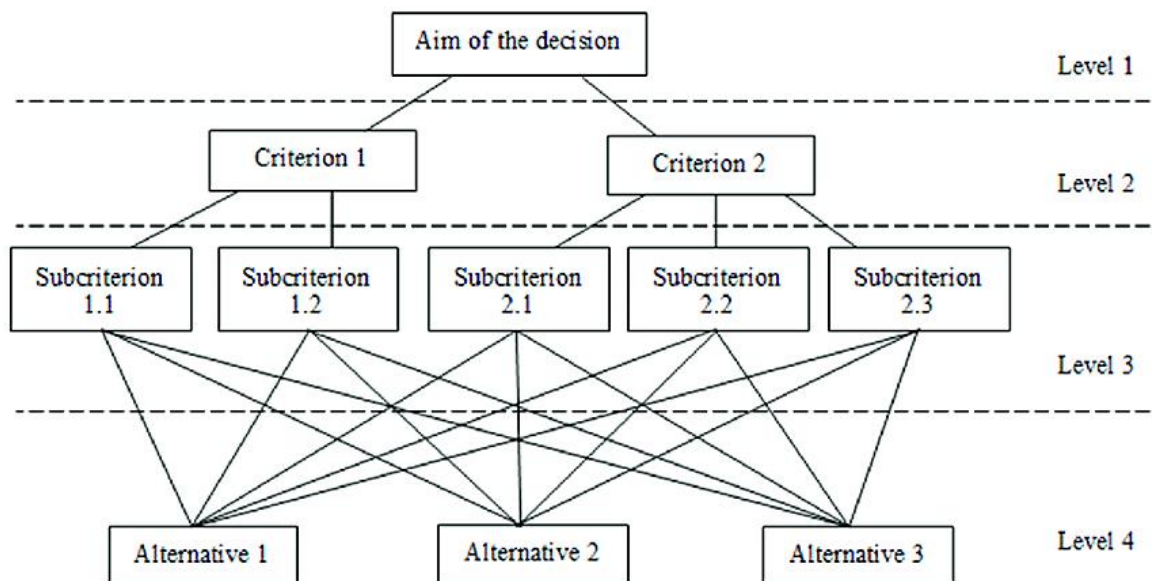 Aim of the decision
Level 1
Criterion 1
Criterion 2
Level 2
Subcriterion
1.1
Subcriterion
1.2
Subcriterion
2.1
Subcriterion
2.2
Subcriterion
2.3
Level 3
Alternative 1
Alternative 2
Alternative 3
Level 4